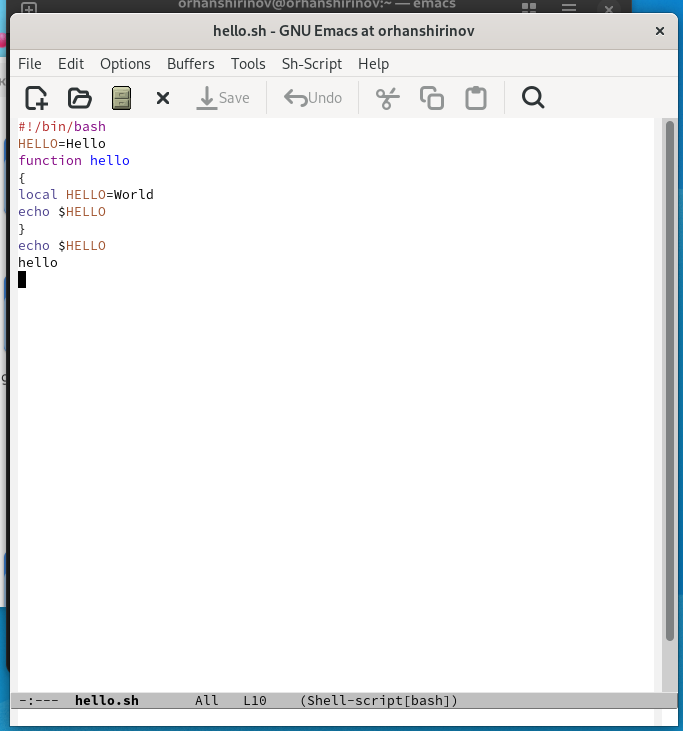 orhanshirinov@orhanshirinov:~ — emacs
hello.sh - GNU Emacs at orhanshirinov
File Edit Options Buffers Tools Sh-Script Help
Save Undo
#!/bin/bash
HELLO=Hello
function hello
{
local HELLO=World
echo $HELLO
}
echo $HELLO
hello
-:--- hello.sh All L10 (Shell-script[bash])